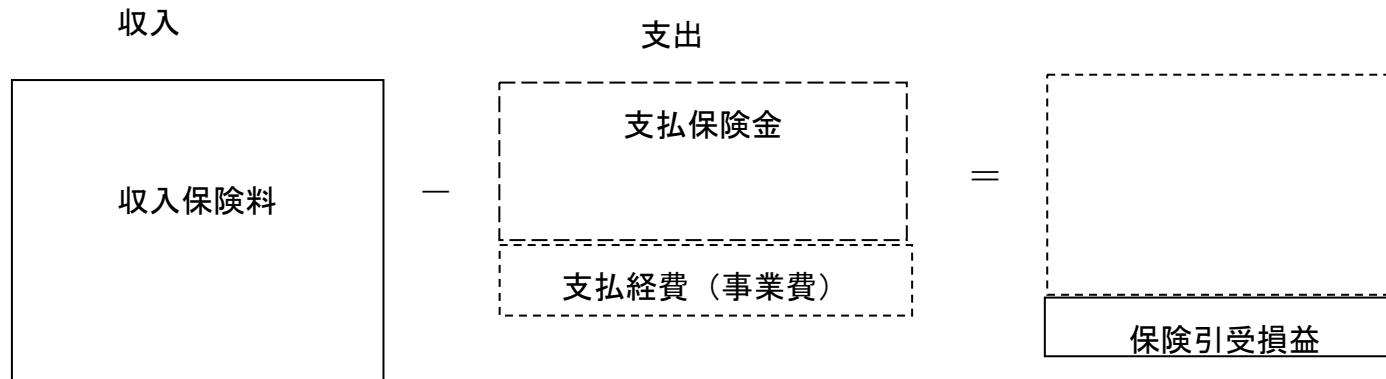 収入
支出
支払保険金
収入保険料
－
＝
支払経費（事業費）
保険引受損益